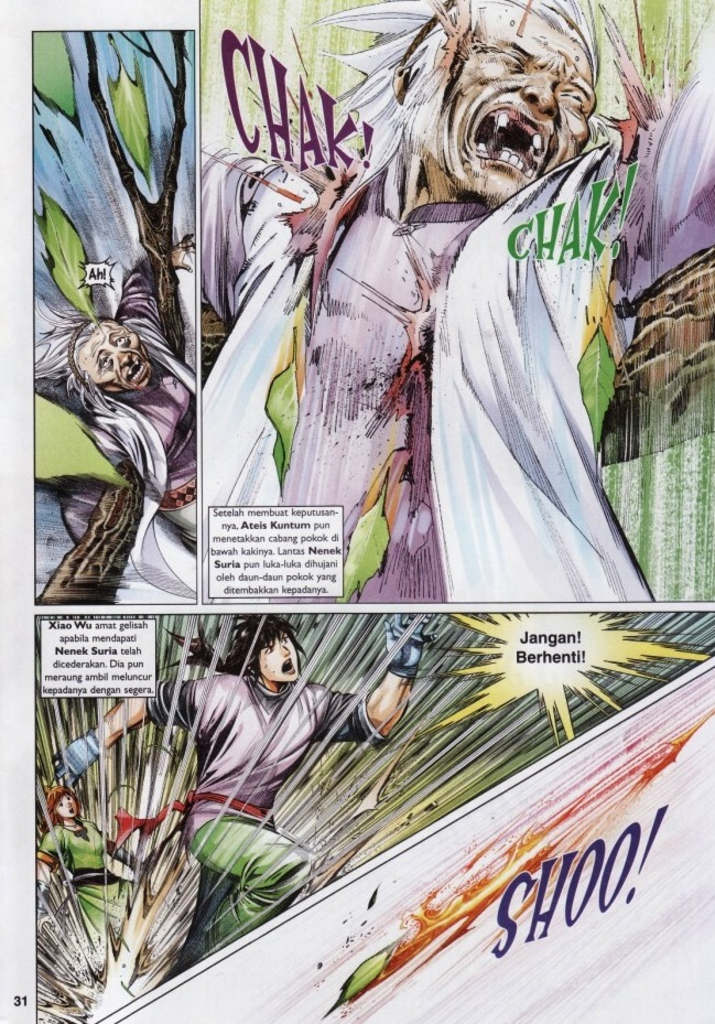 Ah!
CHAK!
CHAK!
Setelah membuat keputusan-
nya, Ateis Kuntum pun
menetakkan cabang pokok di
bawah kakinya. Lantas Nenek
Suria pun luka-luka dihujani
oleh daun-daun pokok yang
ditembakkan kepadanya.
Xiao Wu amat gelisah
apabila mendapati
Nenek Suria telah
dicederakan. Dia pun
meraung ambil meluncur
kepadanya dengan segera.
Jangan!
Berhenti!
SHOO!
31